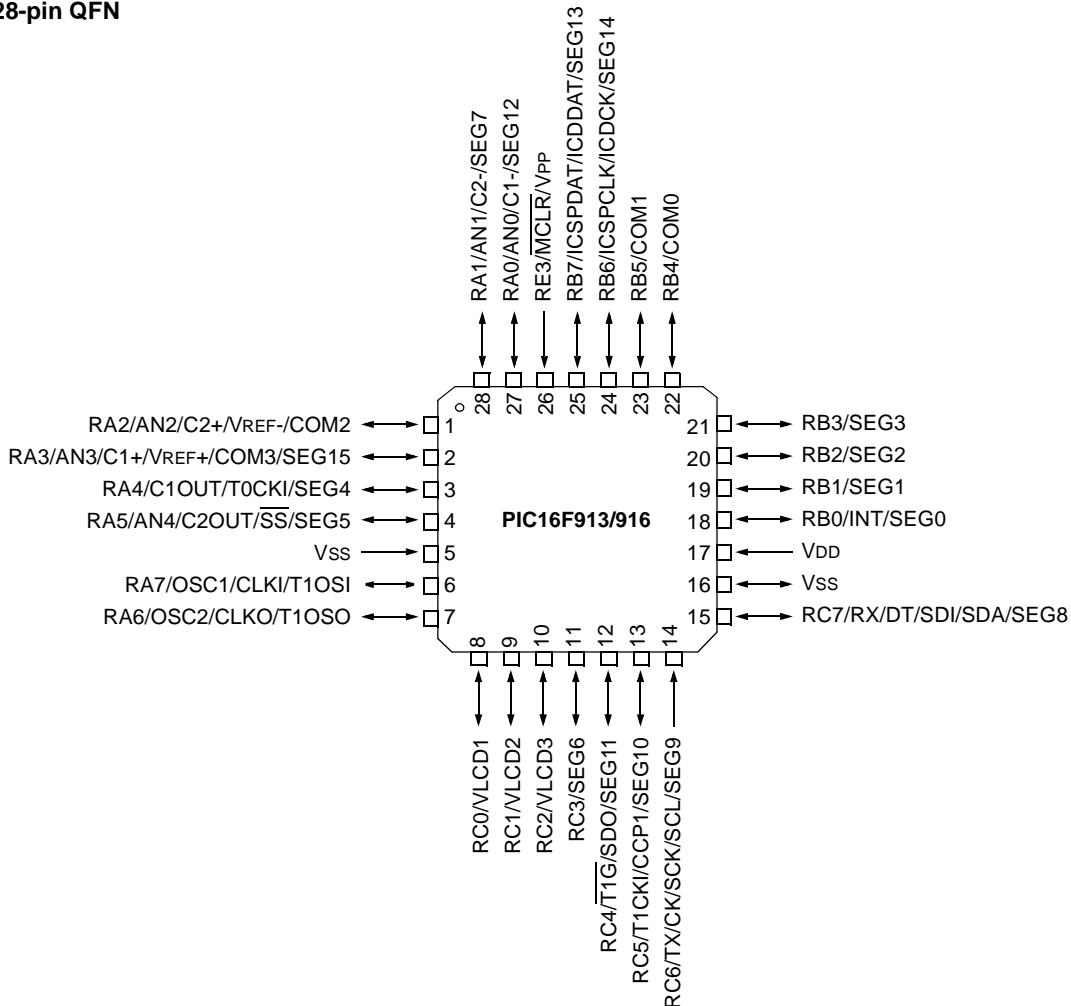 28-pin QFN
RA1/AN1/C2-/SEG7
RA0/AN0/C1-/SEG12
RE3/MCLR/VPP
RB7/ICSPDAT/ICDDAT/SEG13
RB6/ICSPCLK/ICDCK/SEG14
RB5/COM1
RB4/COM0
28
27
26
25
24
23
22
RA2/AN2/C2+/VREF-/COM2
1
RA3/AN3/C1+/VREF+/COM3/SEG15
2
RA4/C1OUT/T0CKI/SEG4
3
RA5/AN4/C2OUT/SS/SEG5
4
VSS
5
RA7/OSC1/CLKI/T1OSI
6
RA6/OSC2/CLKO/T1OSO
7
PIC16F913/916
21
RB3/SEG3
20
RB2/SEG2
19
RB1/SEG1
18
RB0/INT/SEG0
17
VDD
16
VSS
15
RC7/RX/DT/SDI/SDA/SEG8
8
9
10
11
12
13
14
RC0/VLCD1
RC1/VLCD2
RC2/VLCD3
RC3/SEG6
RC4/T1G/SDO/SEG11
RC5/T1CKI/CCP1/SEG10
RC6/TX/CK/SCK/SCL/SEG9